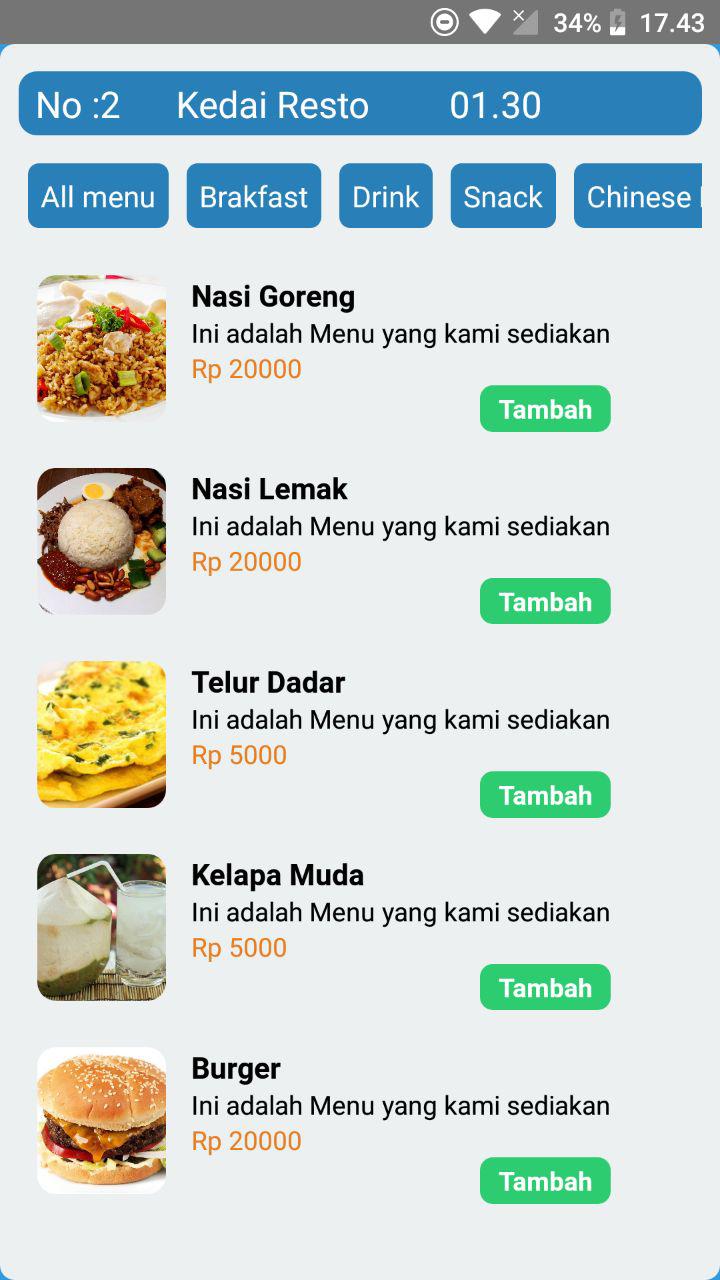 34% 17.43
No :2 Kedai Resto 01.30
All menu Brakfast Drink Snack Chinese
Nasi Goreng
Ini adalah Menu yang kami sediakan
Rp 20000
Tambah
Nasi Lemak
Ini adalah Menu yang kami sediakan
Rp 20000
Tambah
Telur Dadar
Ini adalah Menu yang kami sediakan
Rp 5000
Tambah
Kelapa Muda
Ini adalah Menu yang kami sediakan
Rp 5000
Tambah
Burger
Ini adalah Menu yang kami sediakan
Rp 20000
Tambah